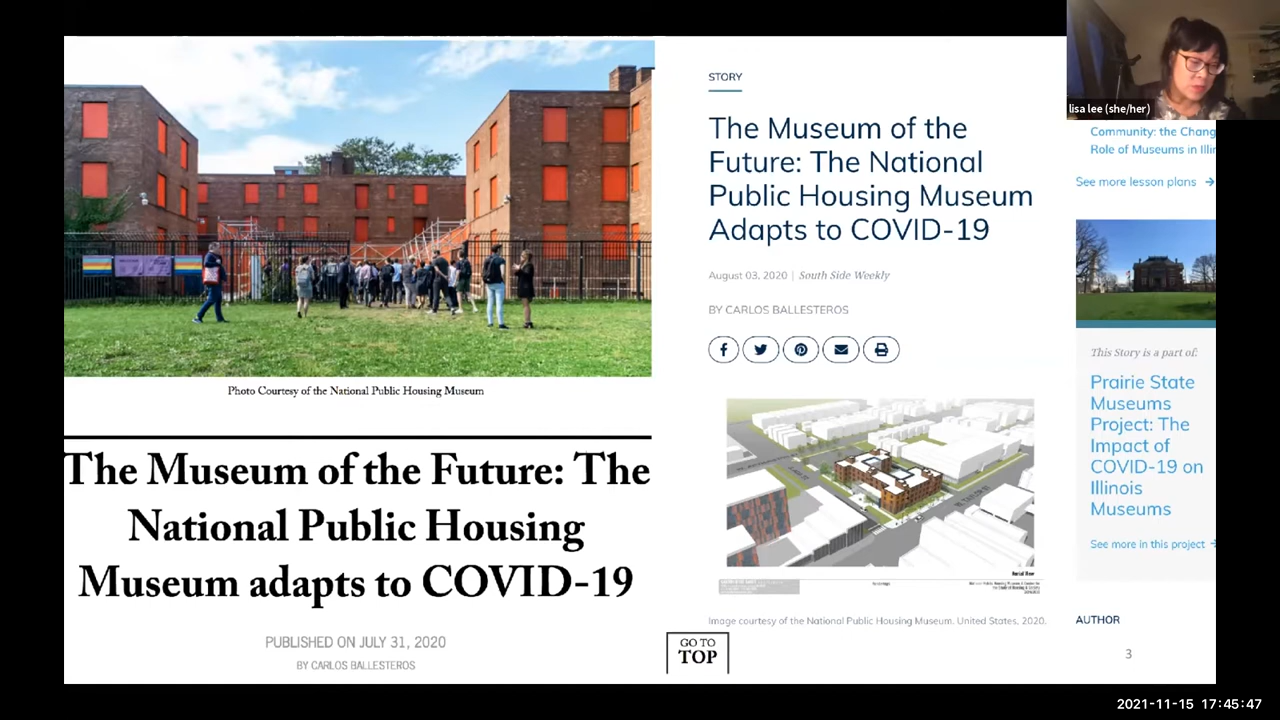 Photo Courtesy of the National Public Housing Museum
The Museum of the Future: The
National Public Housing
Museum adapts to COVID-19
PUBLISHED ON JULY 31, 2020
BY CARLOS BALLESTEROS
STORY
The Museum of the
Future: The National
Public Housing Museum
Adapts to COVID-19
August 03, 2020 | South Side Weekly
BY CARLOS BALLESTEROS
Aerial View
Image courtesy of the National Public Housing Museum. United States, 2020.
GO TO
TOP
lisa lee (she/her)
Community: the Chang
Role of Museums in Illin
See more lesson plans →
This Story is a part of:
Prairie State
Museums
Project: The
Impact of
COVID-19 on
Illinois
Museums
See more in this project →
AUTHOR
3
2021-11-15 17:45:47